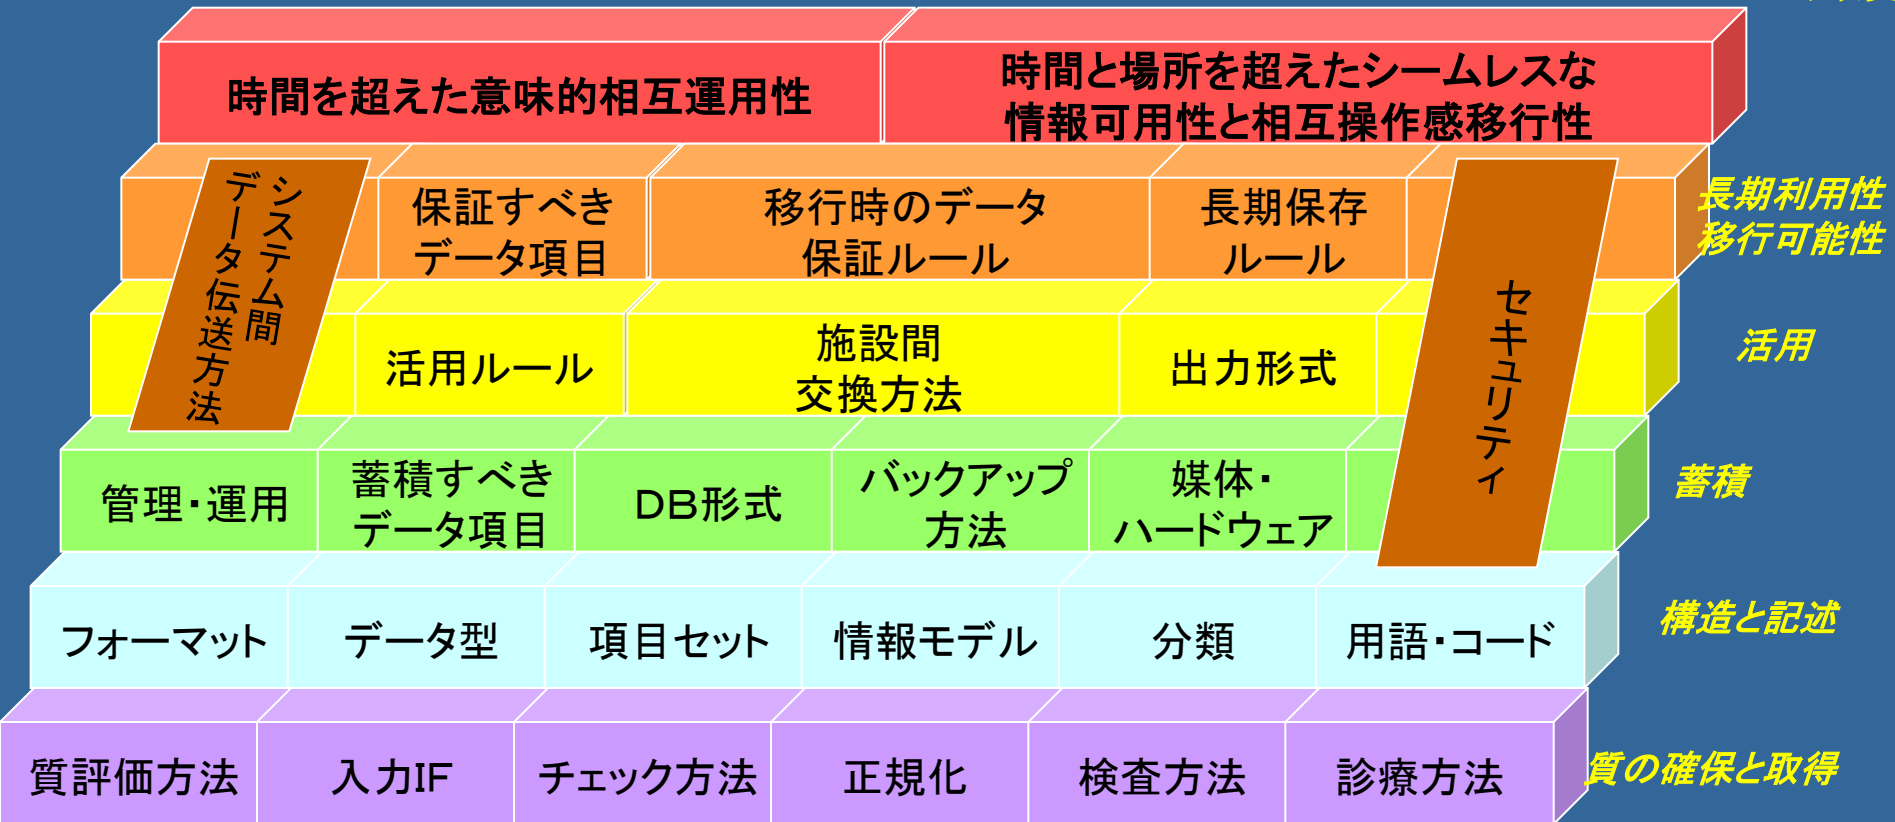 時間を超えた意味的相互運用性
時間と場所を超えたシームレスな
情報可用性と相互操作感移行性
システム間
データ伝送方法
保証すべき
データ項目
移行時のデータ
保証ルール
長期保存
ルール
セキュリティ
長期利用性
移行可能性
活用ルール
施設間
交換方法
出力形式
活用
管理・運用
蓄積すべき
データ項目
DB形式
バックアップ
方法
媒体・
ハードウェア
蓄積
フォーマット
データ型
項目セット
情報モデル
分類
用語・コード
構造と記述
質評価方法
入力IF
チェック方法
正規化
検査方法
診療方法
質の確保と取得